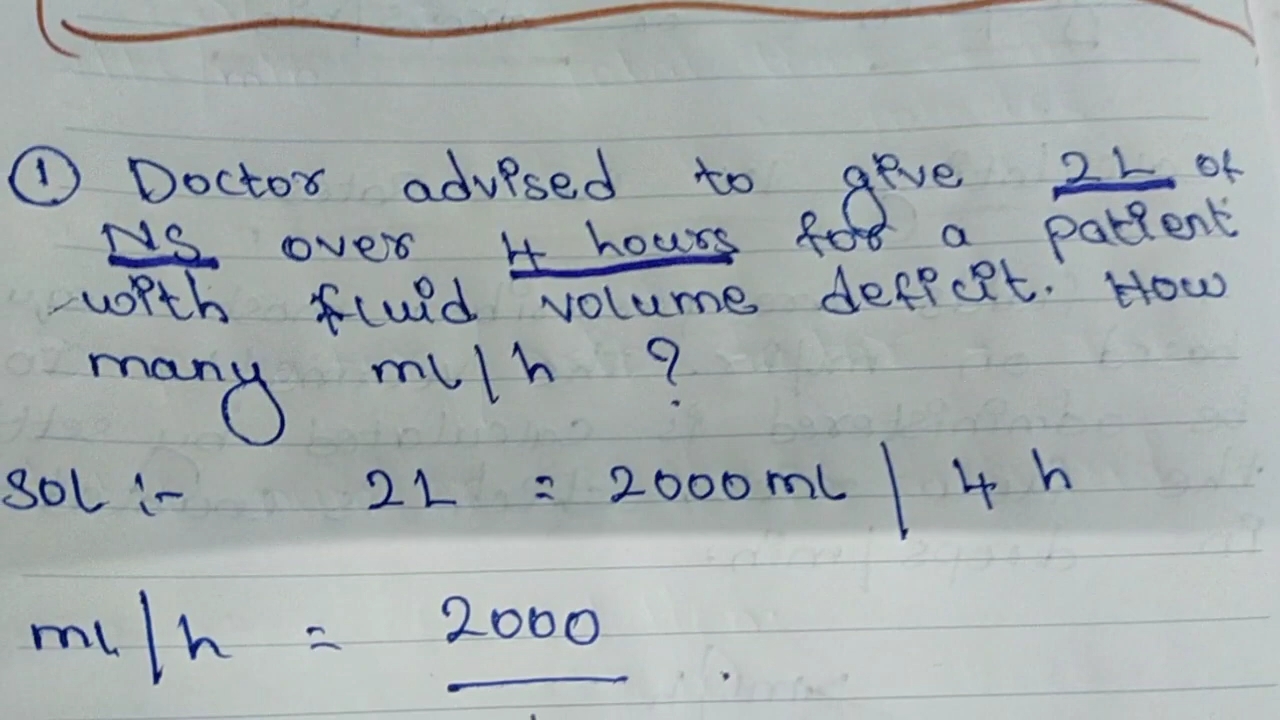 ① Doctor advised to give 2L of
NS over 4 hours for a patient
with fluid volume deficit. How
many ml/h ?
Sol :- 2L = 2000ml / 4 h
ml/h = 2000